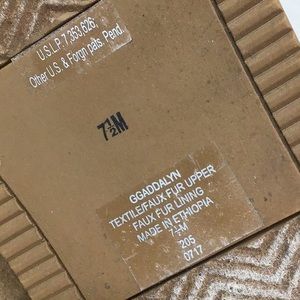 U.S.L.P. 7,353,626
Other U.S. & Forgn pats. Pend.
7½M
GGADDALYN
TEXTILE/FAUX FUR UPPER
FAUX FUR LINING
MADE IN ETHIOPIA
7½M
205
0717